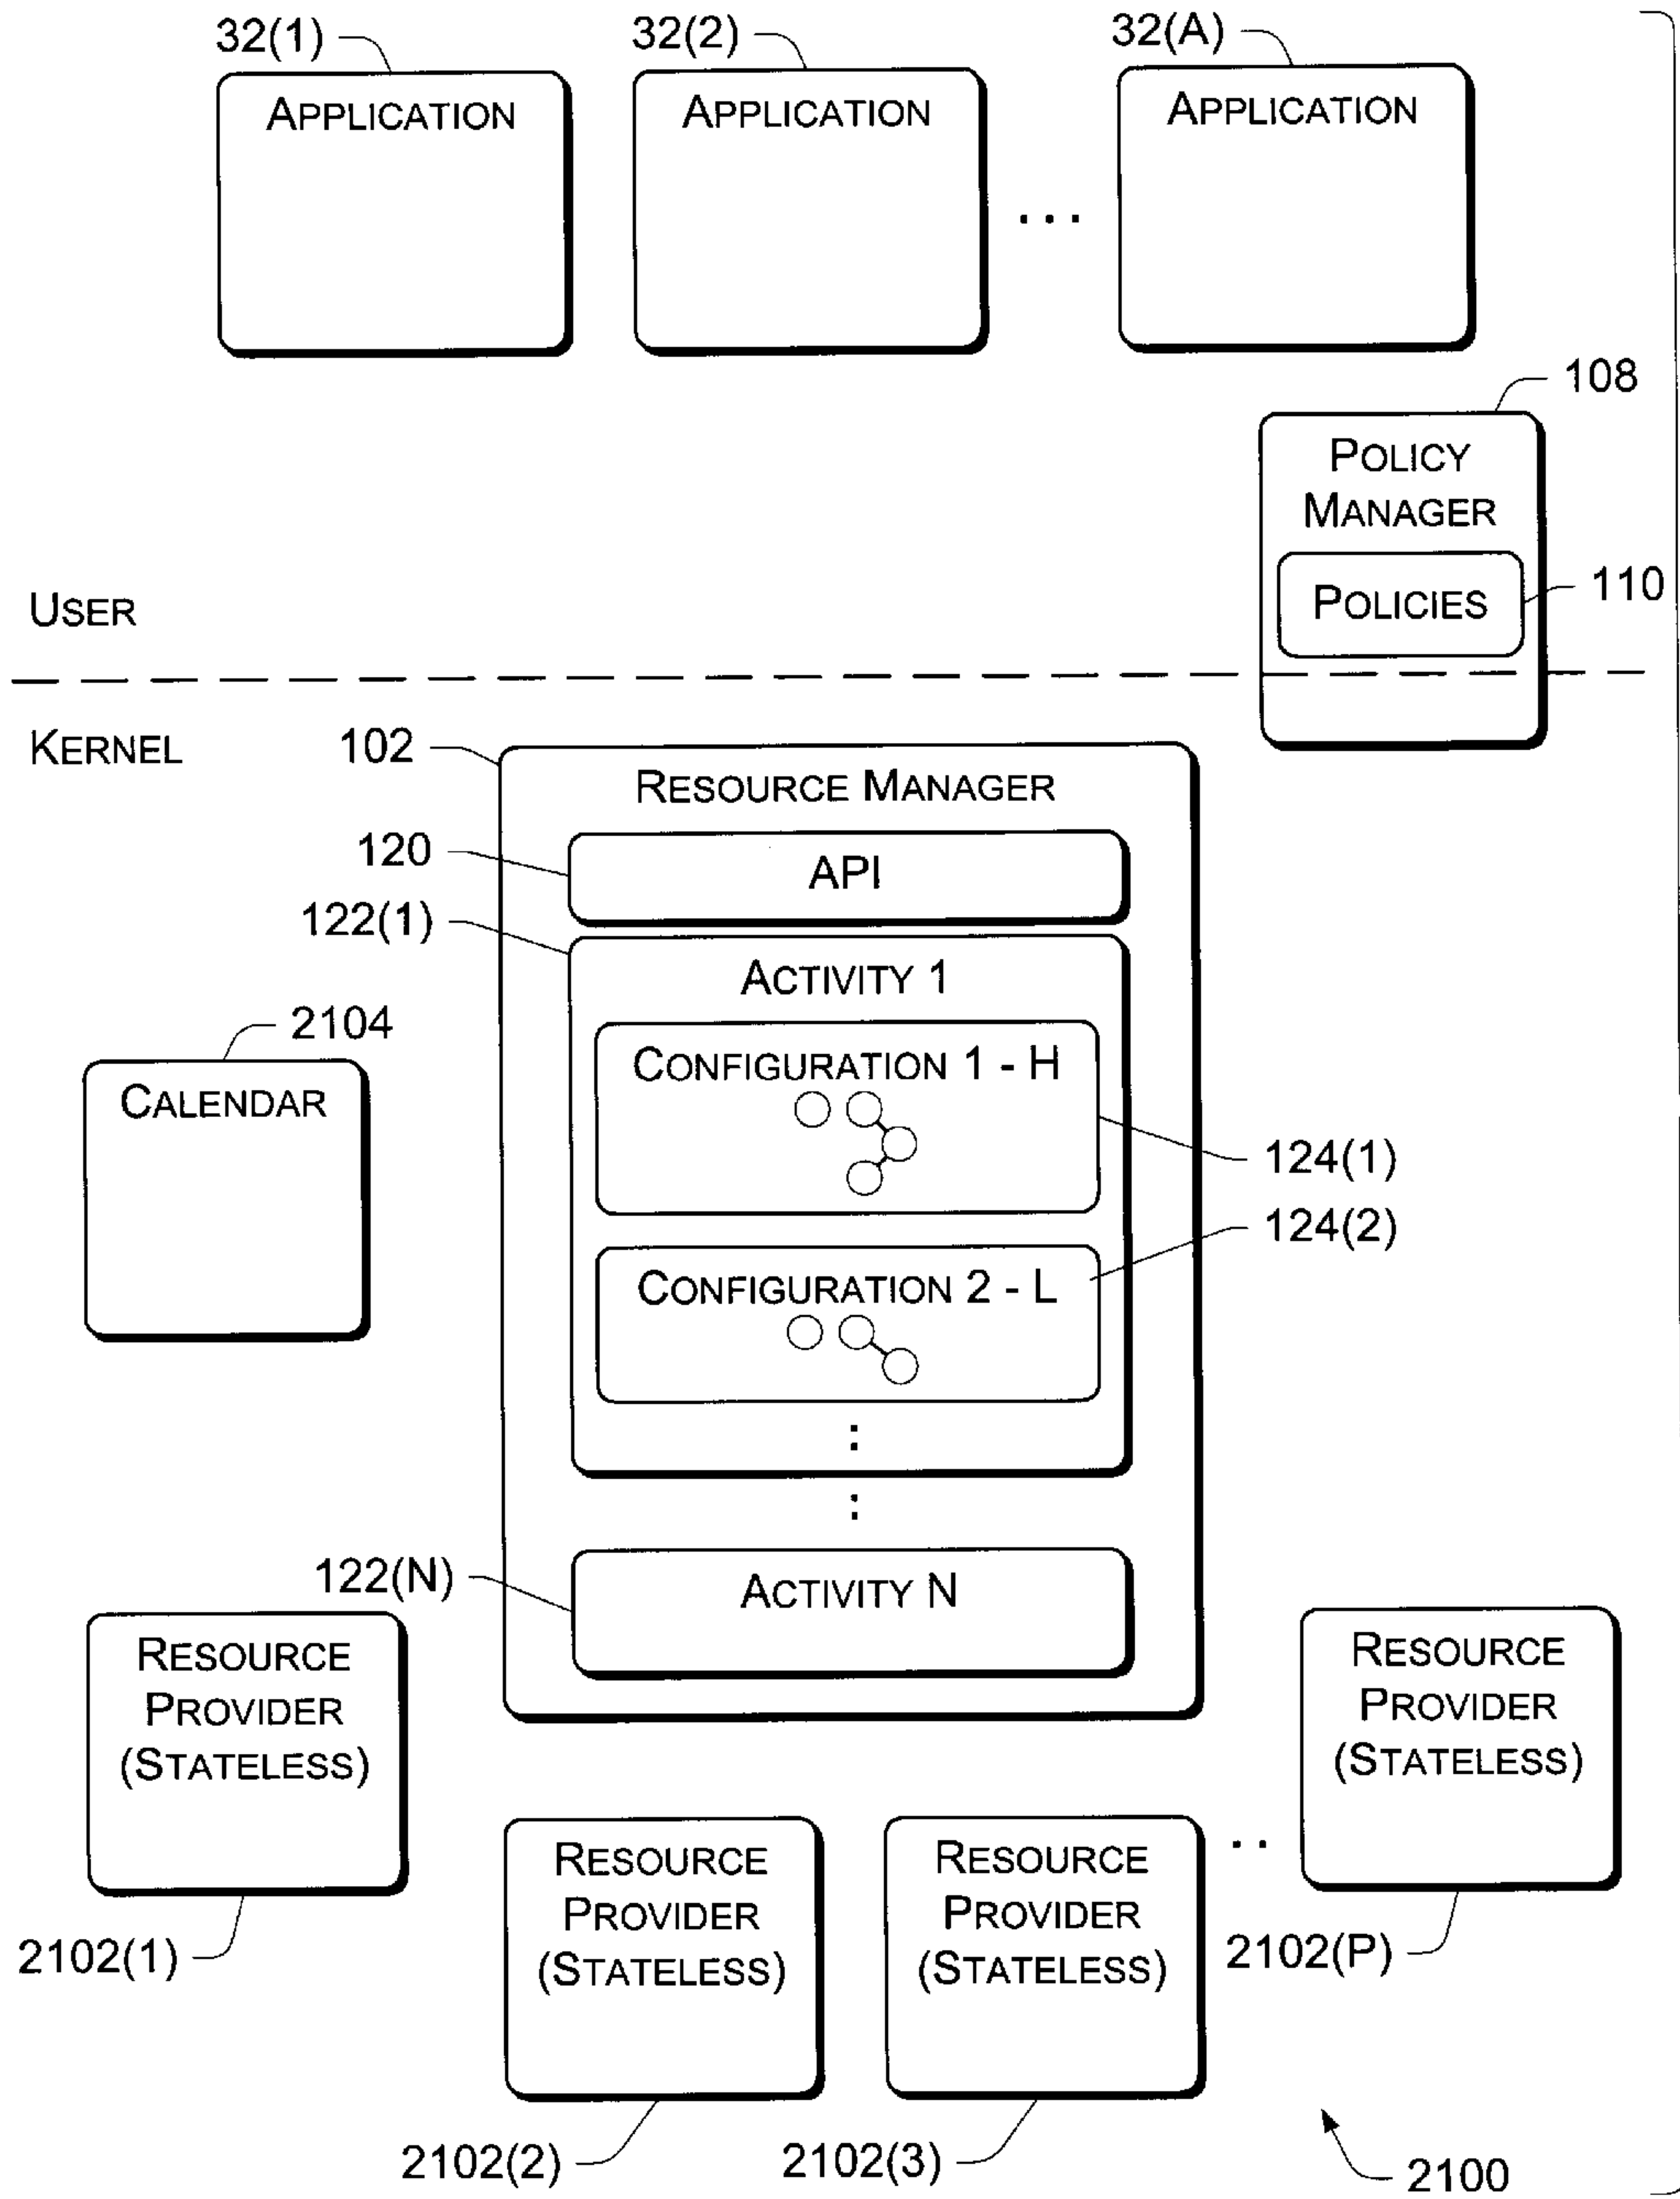 32(1)
32(2)
32(A)
APPLICATION
APPLICATION
APPLICATION
. . .
108
POLICY
MANAGER
110
POLICIES
USER
KERNEL
102
RESOURCE MANAGER
120
API
122(1)
ACTIVITY 1
2104
CALENDAR
CONFIGURATION 1 - H
124(1)
124(2)
CONFIGURATION 2 - L
122(N)
ACTIVITY N
RESOURCE
PROVIDER
(STATELESS)
2102(1)
RESOURCE
PROVIDER
(STATELESS)
2102(2)
RESOURCE
PROVIDER
(STATELESS)
2102(3)
. .
RESOURCE
PROVIDER
(STATELESS)
2102(P)
2100